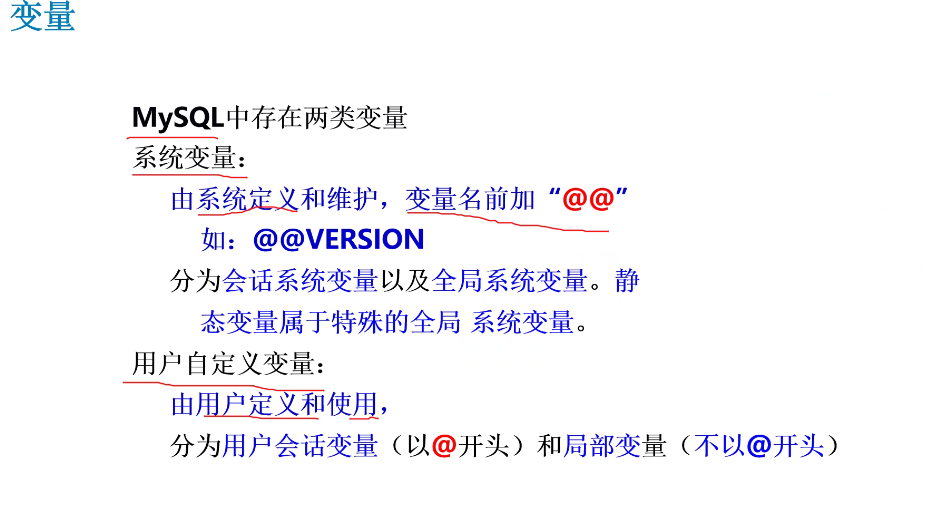 变量
MySQL中存在两类变量
系统变量：
由系统定义和维护，变量名前加“@@”
如：@@VERSION
分为会话系统变量以及全局系统变量。静
态变量属于特殊的全局 系统变量。
用户自定义变量：
由用户定义和使用，
分为用户会话变量（以@开头）和局部变量（不以@开头）